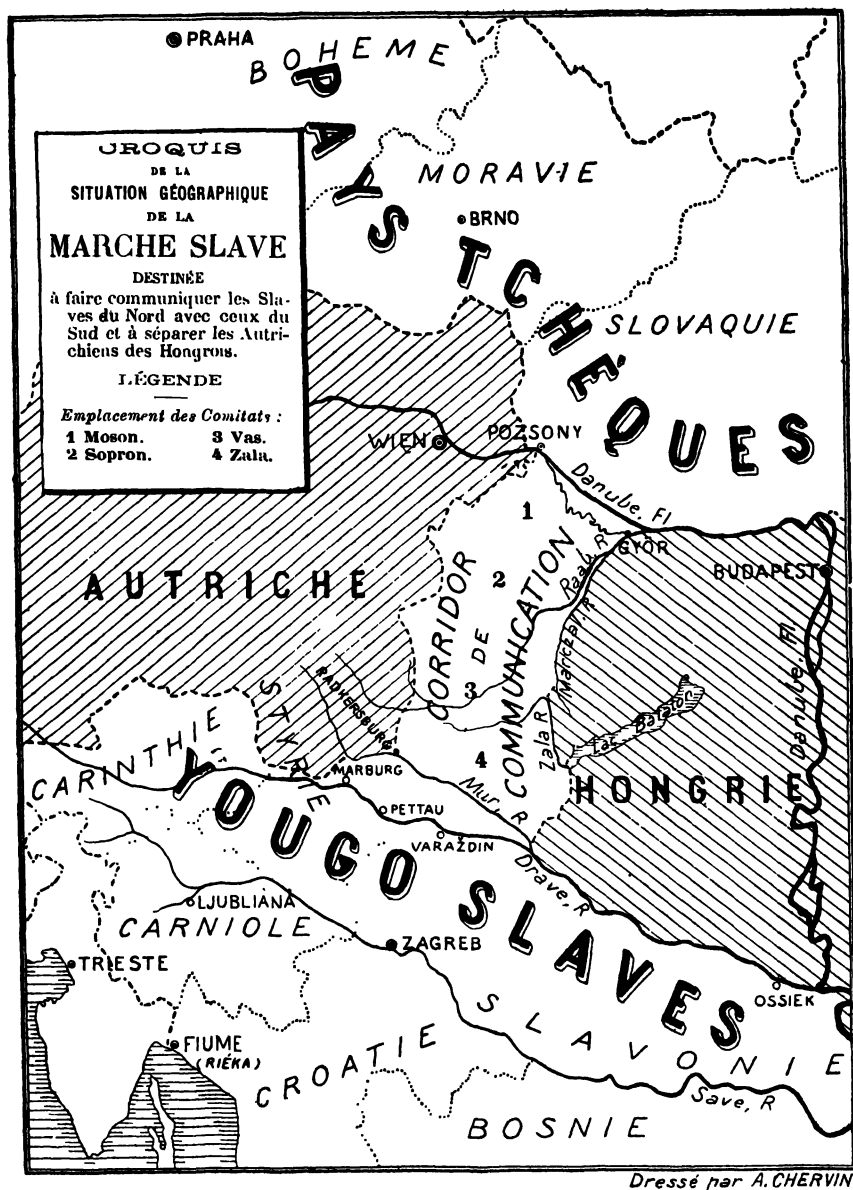 PRAHA
BOHEME
PAYS TCHÈQUES
CROQUIS
DE LA
SITUATION GÉOGRAPHIQUE
DE LA
MARCHE SLAVE
DESTINÉE
à faire communiquer les Sla-
ves du Nord avec ceux du
Sud et à séparer les Autri-
chiens des Hongrois.
LÉGENDE
Emplacement des Comitats :
1 Moson. 3 Vas.
2 Sopron. 4 Zala.
MORAVIE
BRNO
SLOVAQUIE
WIEN
POZSONY
Danube. Fl
1
GYÖR
BUDAPEST
AUTRICHE
2
CORRIDOR
DE
COMMUNICATION
Raab. R
Marczal. R
Danube. Fl
3
RADKERSBURG
STYRIE
Zala R
Lac Balaton
4
CARINTHIE
MARBURG
Mur. R
HONGRIE
YOUGO SLAVES
PETTAU
VARAZDIN
Drave, R
LJUBLIANA
CARNIOLE
ZAGREB
TRIESTE
OSSIEK
SLAVONIE
FIUME
(RIÉKA)
CROATIE
Save, R
BOSNIE
Dressé par A. CHERVIN